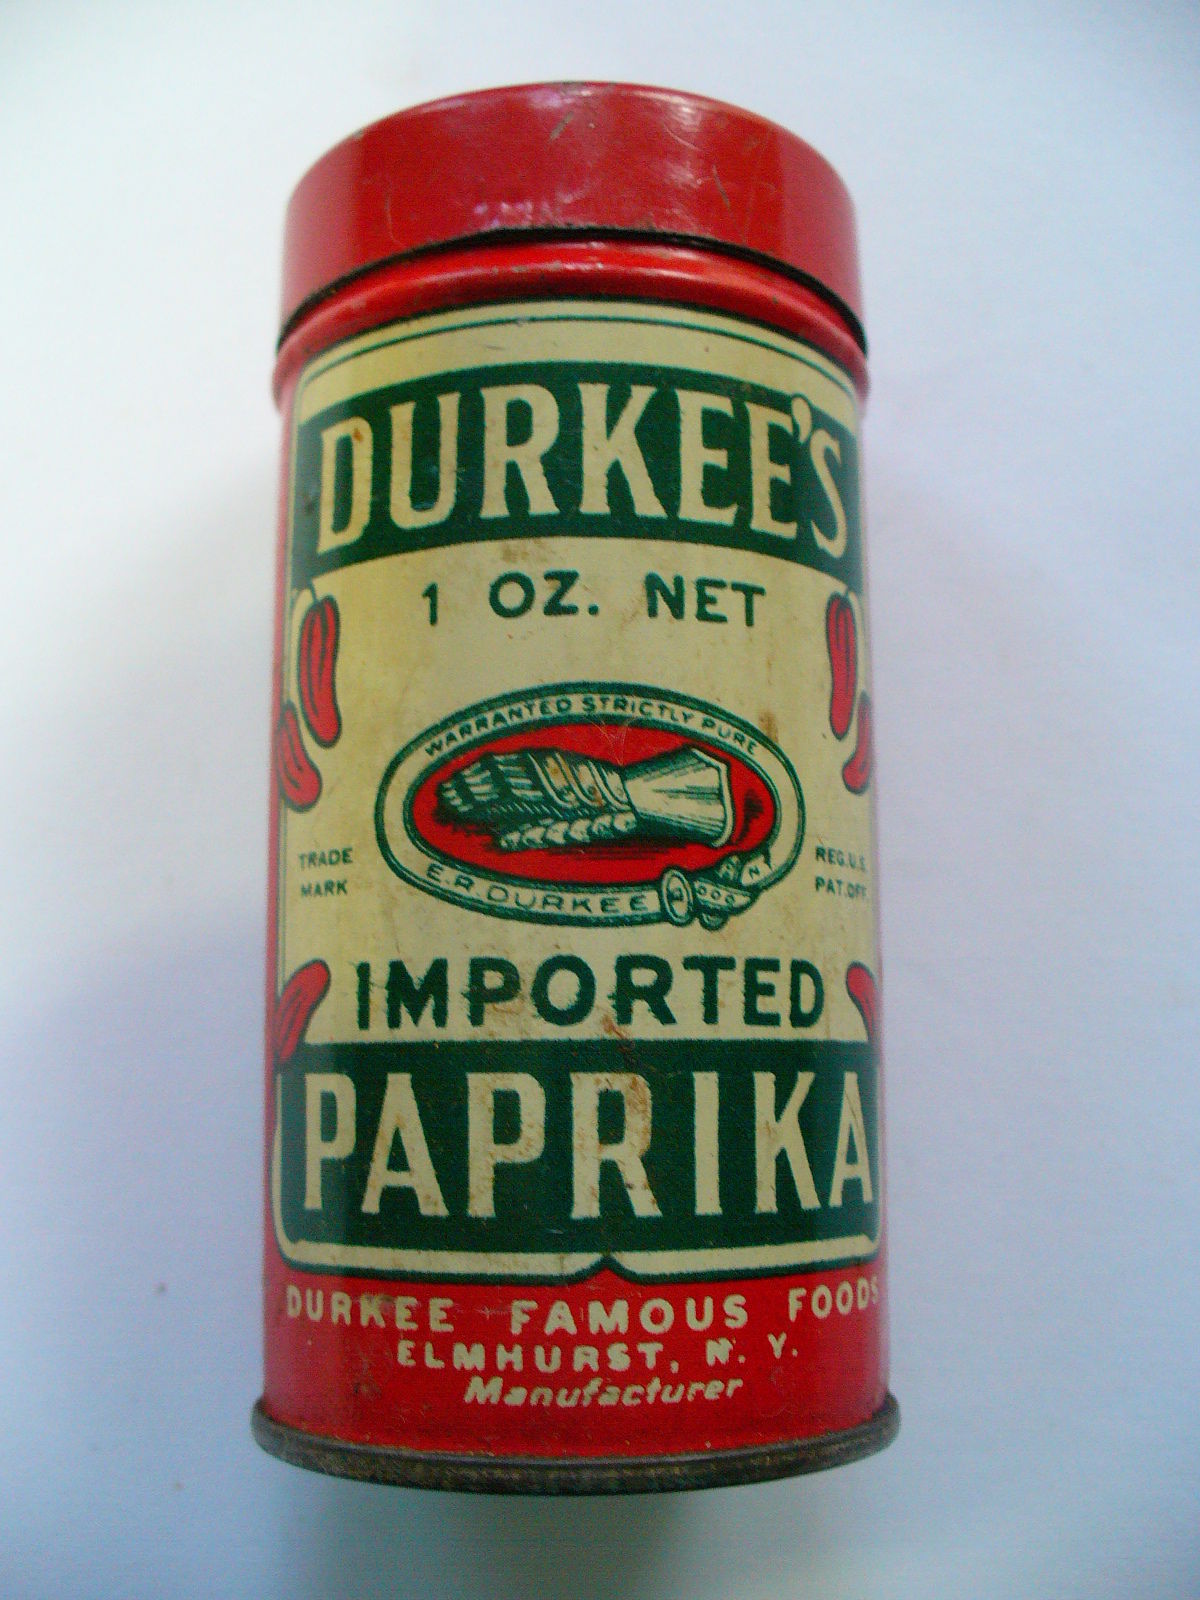 DURKEE'S
1 OZ. NET
WARRANTED STRICTLY PURE
TRADE MARK
E.R. DURKEE
REG. U.S. PAT. OFF.
IMPORTED
PAPRIKA
DURKEE FAMOUS FOODS
ELMHURST, N. Y.
Manufacturer